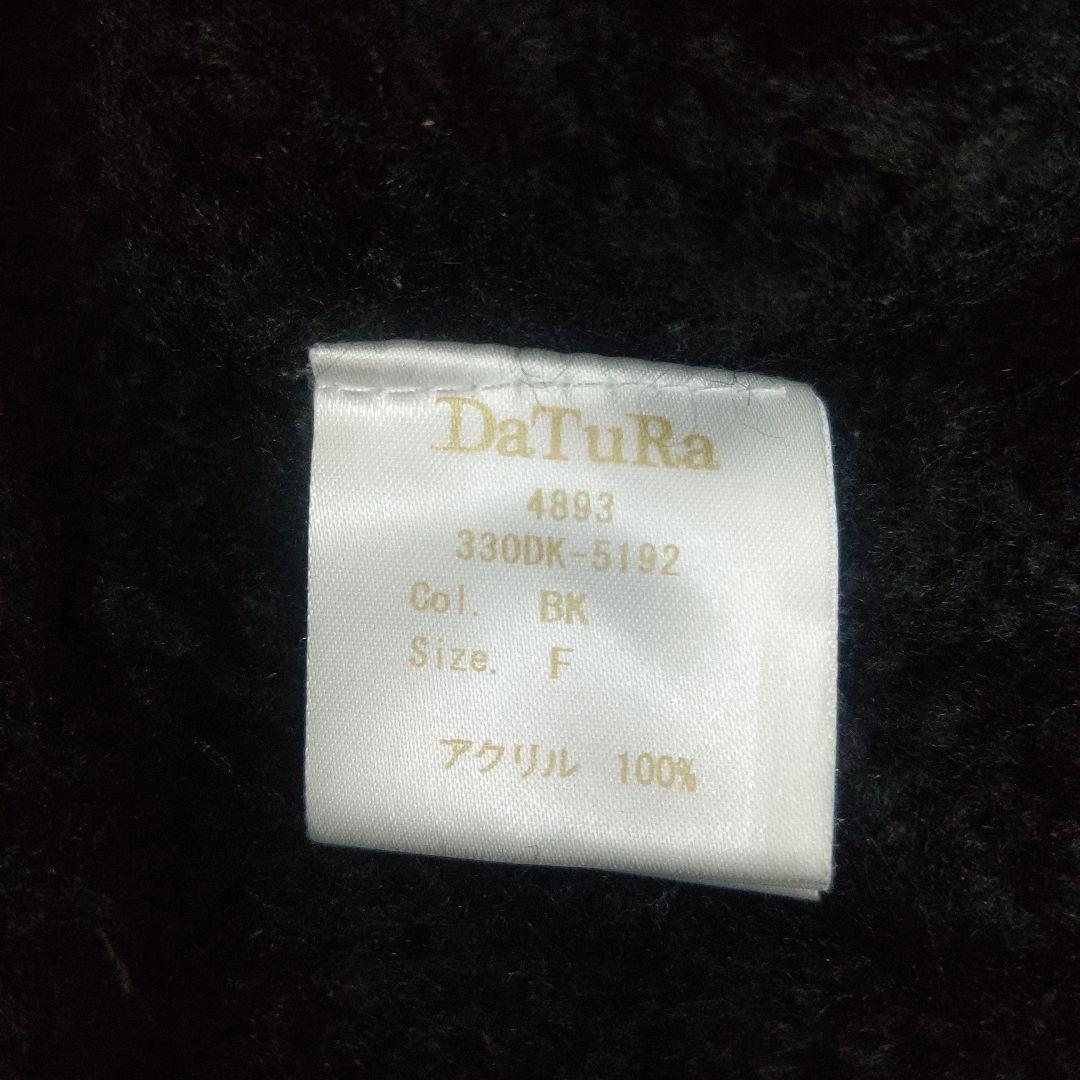 DaTuRa
4893
330DK-5192
Col. BK
Size. F
アクリル 100%